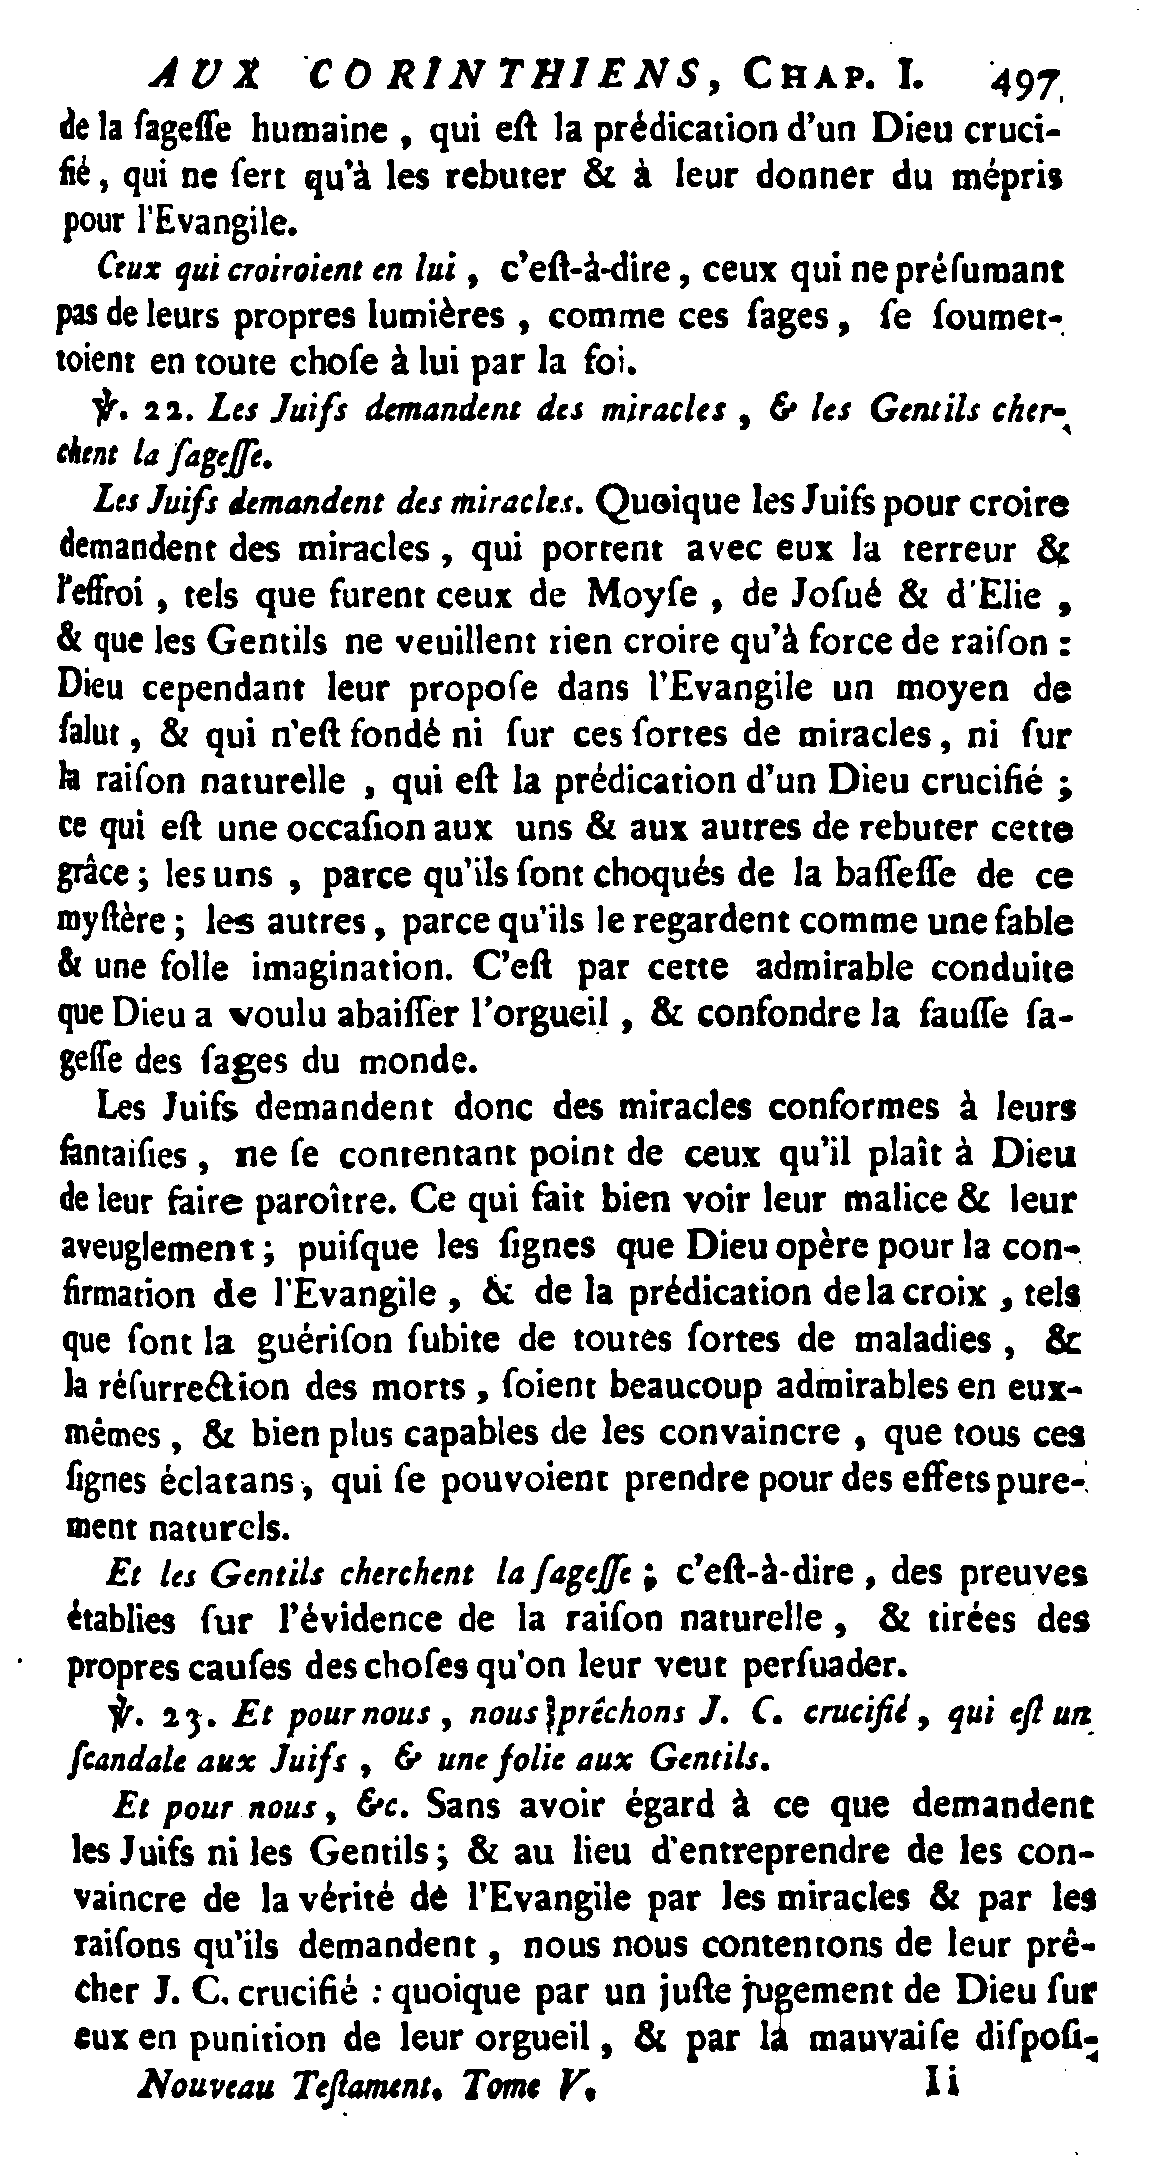 AUX CORINTHIENS, CHAP. I. 497.
de la ſageſſe humaine , qui eſt la prédication d'un Dieu cruci-
fié , qui ne ſert qu'à les rebuter & à leur donner du mépris
pour l'Evangile.
Ceux qui croiroient en lui , c'eſt-à-dire , ceux qui ne préſumant
pas de leurs propres lumières , comme ces ſages , ſe ſoumet-
toient en toute choſe à lui par la foi.
℣. 22. Les Juifs demandent des miracles , & les Gentils cher-
chent la ſageſſe.
Les Juifs demandent des miracles. Quoique les Juifs pour croire
demandent des miracles , qui portent avec eux la terreur &
l'effroi , tels que furent ceux de Moyſe , de Joſué & d'Elie ,
& que les Gentils ne veuillent rien croire qu'à force de raiſon :
Dieu cependant leur propoſe dans l'Evangile un moyen de
ſalut , & qui n'eſt fondé ni ſur ces ſortes de miracles , ni ſur
la raiſon naturelle , qui eſt la prédication d'un Dieu crucifié ;
ce qui eſt une occaſion aux uns & aux autres de rebuter cette
grâce ; les uns , parce qu'ils ſont choqués de la baſſeſſe de ce
myſtère ; les autres , parce qu'ils le regardent comme une fable
& une folle imagination. C'eſt par cette admirable conduite
que Dieu a voulu abaiſſer l'orgueil , & confondre la fauſſe ſa-
geſſe des ſages du monde.
Les Juifs demandent donc des miracles conformes à leurs
fantaiſies , ne ſe contentant point de ceux qu'il plaît à Dieu
de leur faire paroître. Ce qui fait bien voir leur malice & leur
aveuglement ; puiſque les ſignes que Dieu opère pour la con-
firmation de l'Evangile , & de la prédication de la croix , tels
que ſont la guériſon ſubite de toutes ſortes de maladies , &
la réſurrection des morts , ſoient beaucoup admirables en eux-
mêmes , & bien plus capables de les convaincre , que tous ces
ſignes éclatans , qui ſe pouvoient prendre pour des effets pure-
ment naturels.
Et les Gentils cherchent la ſageſſe ; c'eſt-à-dire , des preuves
établies ſur l'évidence de la raiſon naturelle , & tirées des
propres cauſes des choſes qu'on leur veut perſuader.
℣. 23. Et pour nous , nous prêchons J. C. crucifié , qui eſt un
ſcandale aux Juifs , & une folie aux Gentils.
Et pour nous , &c. Sans avoir égard à ce que demandent
les Juifs ni les Gentils ; & au lieu d'entreprendre de les con-
vaincre de la vérité de l'Evangile par les miracles & par les
raiſons qu'ils demandent , nous nous contentons de leur prê-
cher J. C. crucifié : quoique par un juſte jugement de Dieu ſur
eux en punition de leur orgueil , & par la mauvaiſe diſpoſi-
Nouveau Teſtament. Tome V. Ii